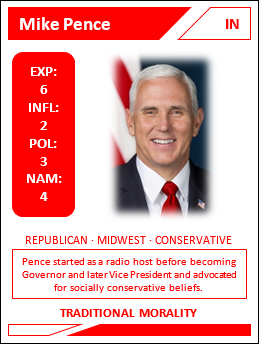 Mike Pence
IN
EXP:
6
INFL:
2
POL:
3
NAM:
4
REPUBLICAN · MIDWEST · CONSERVATIVE
Pence started as a radio host before becoming
Governor and later Vice President and advocated
for socially conservative beliefs.
TRADITIONAL MORALITY